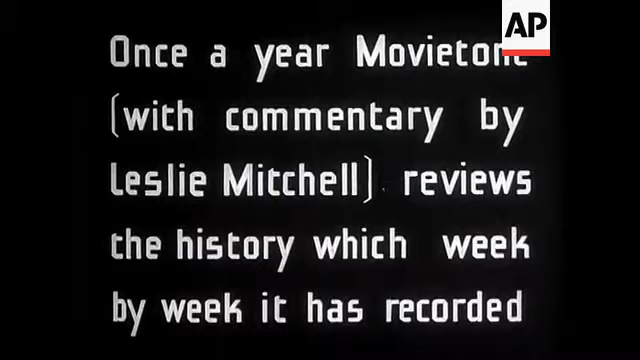 AP
Once a year Movietone
(with commentary by
Leslie Mitchell) reviews
the history which week
by week it has recorded